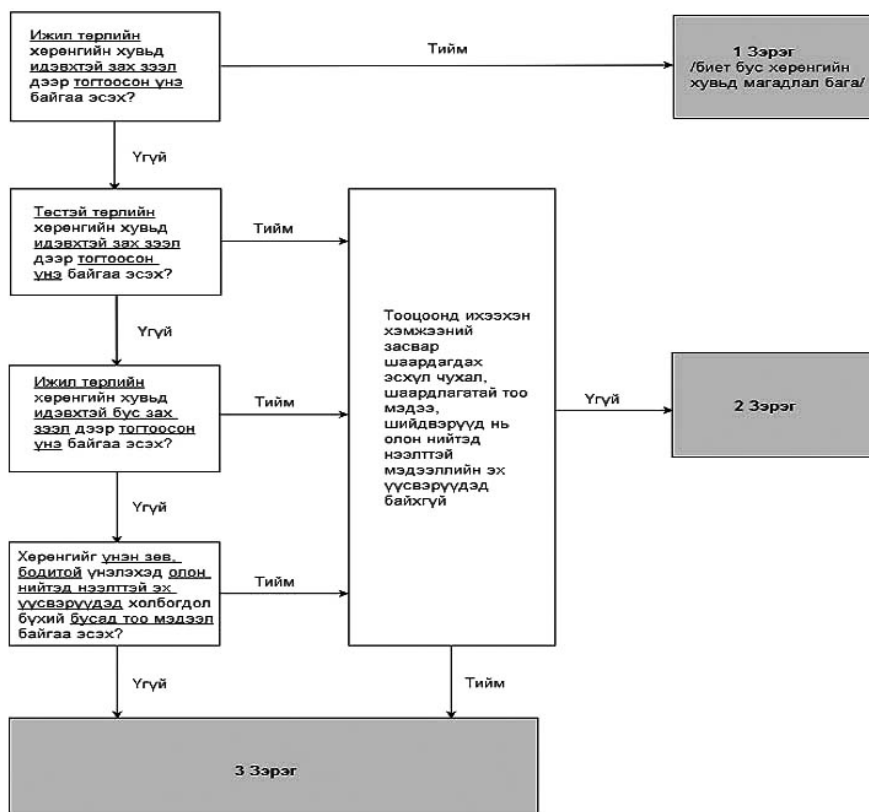 Ижил төрлийн
хөрөнгийн хувьд
идэвхтэй зах зээл
дээр тогтоосон үнэ
байгаа эсэх?
Тийм
1 Зэрэг
/биет бус хөрөнгийн
хувьд магадлал бага/
Үгүй
Төстэй төрлийн
хөрөнгийн хувьд
идэвхтэй зах зээл
дээр тогтоосон
үнэ байгаа эсэх?
Тийм
Үгүй
Ижил төрлийн
хөрөнгийн хувьд
идэвхтэй бус зах
зээл дээр тогтоосон
үнэ байгаа эсэх?
Тийм
Үгүй
Хөрөнгийг үнэн зөв,
бодитой үнэлэхэд олон
нийтэд нээлттэй эх
үүсвэрүүдэд холбогдол
бүхий бусад тоо мэдээл
байгаа эсэх?
Тийм
Үгүй
Тооцоонд ихээхэн
хэмжээний
засвар
шаардагдах
эсхүл чухал,
шаардлагатай тоо
мэдээ,
шийдвэрүүд нь
олон нийтэд
нээлттэй
мэдээллийн эх
үүсвэрүүдэд
байхгүй
Үгүй
2 Зэрэг
Тийм
3 Зэрэг